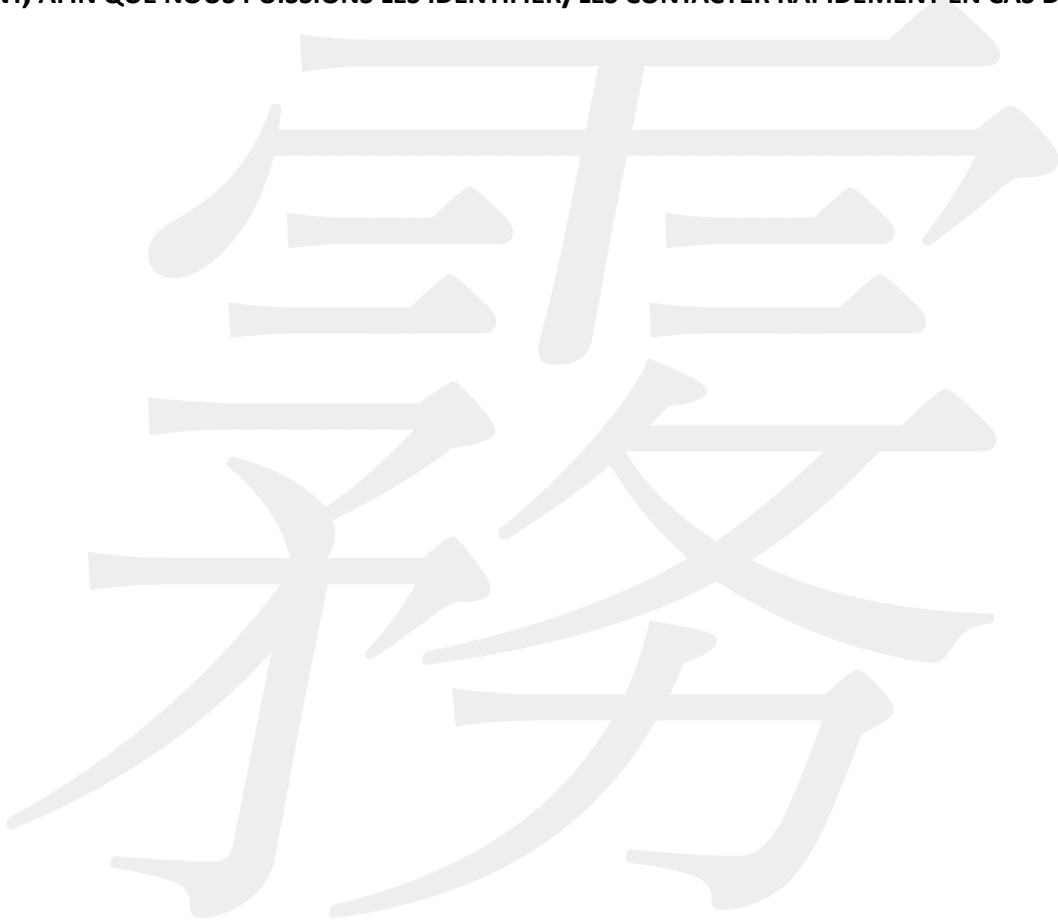 AFIN QUE NOUS PUISSIONS LES IDENTIFIER, LES CONTACTER RAPIDEMENT EN CAS D
霧